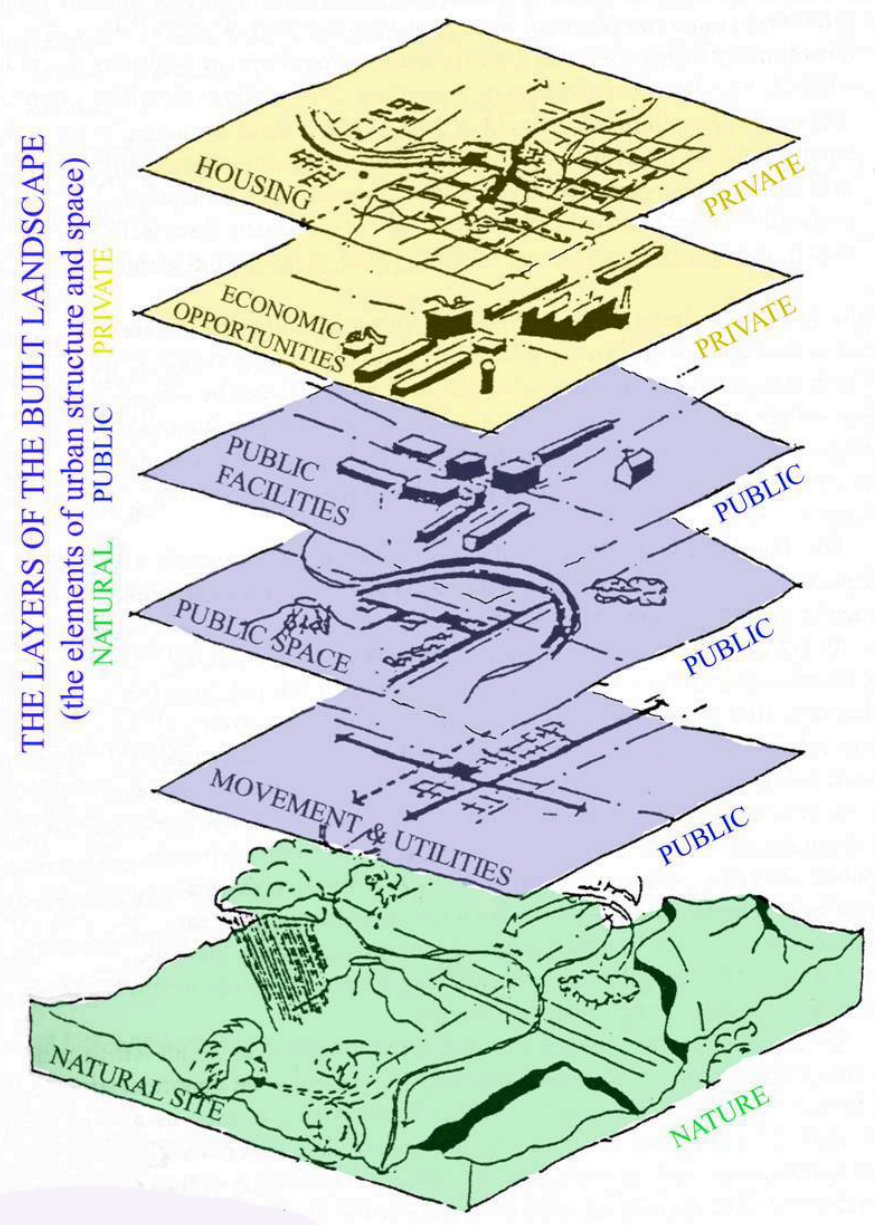 THE LAYERS OF THE BUILT LANDSCAPE
(the elements of urban structure and space)
NATURAL PUBLIC PRIVATE
HOUSING
PRIVATE
ECONOMIC
OPPORTUNITIES
PRIVATE
PUBLIC
FACILITIES
PUBLIC
PUBLIC SPACE
PUBLIC
MOVEMENT & UTILITIES
PUBLIC
NATURAL SITE
NATURE